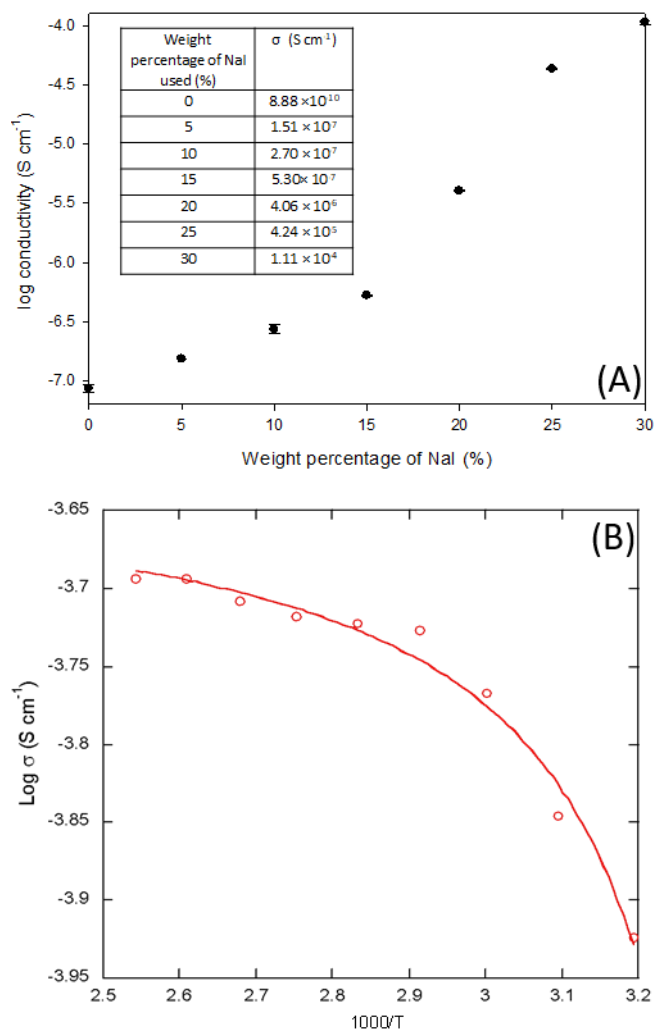 -4.0
-4.5
-5.0
-5.5
-6.0
-6.5
-7.0
log conductivity (S cm⁻¹)
Weight percentage of NaI used (%) σ (S cm⁻¹)
0 8.88 ×10¹⁰
5 1.51 × 10⁷
10 2.70 × 10⁷
15 5.30× 10⁷
20 4.06 × 10⁶
25 4.24 × 10⁵
30 1.11 × 10⁴
(A)
0 5 10 15 20 25 30
Weight percentage of NaI (%)
(B)
-3.65
-3.7
-3.75
-3.8
-3.85
-3.9
-3.95
Log σ (S cm⁻¹)
2.5 2.6 2.7 2.8 2.9 3 3.1 3.2
1000/T